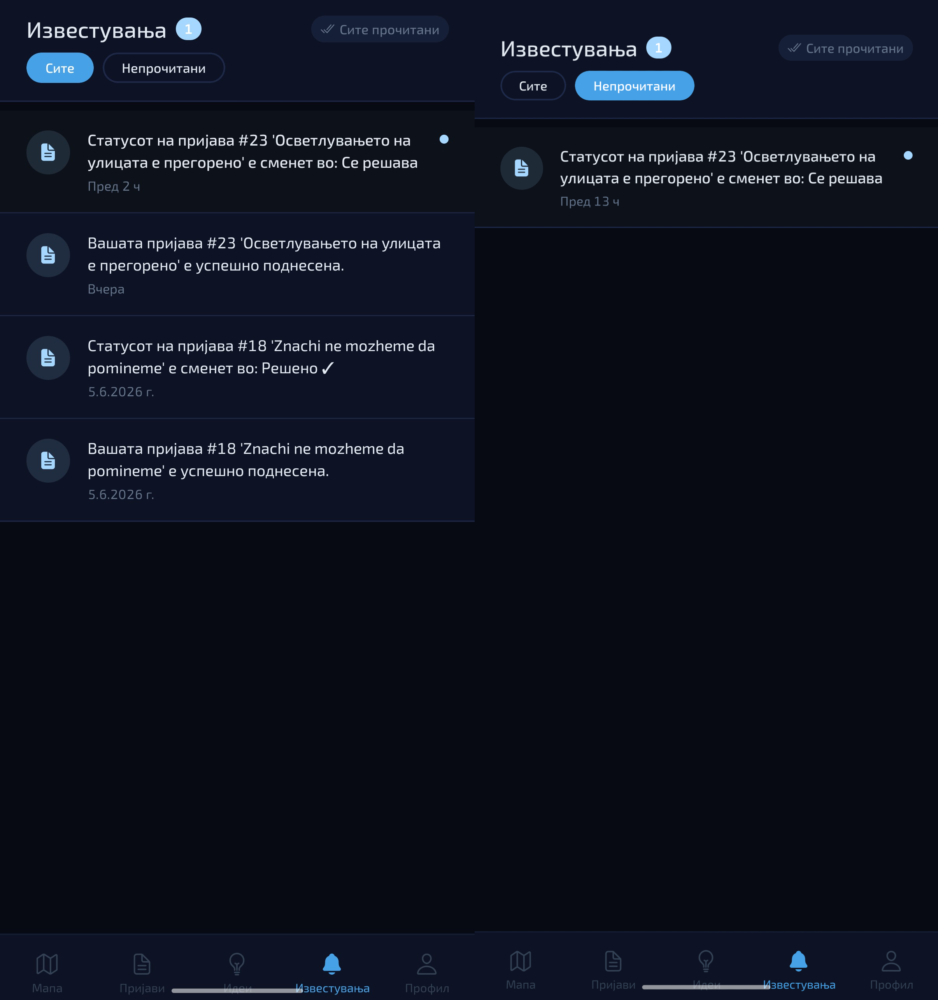 Известувања 1
Сите прочитани
Сите Непрочитани
Статусот на пријава #23 'Осветлувањето на
улицата е прегорено' е сменет во: Се решава
Пред 2 ч
Вашата пријава #23 'Осветлувањето на улицата
е прегорено' е успешно поднесена.
Вчера
Статусот на пријава #18 'Znachi ne mozheme da
pomineme' е сменет во: Решено ✓
5.6.2026 г.
Вашата пријава #18 'Znachi ne mozheme da
pomineme' е успешно поднесена.
5.6.2026 г.
Мапа Пријави Идеи Известувања Профил
Известувања 1
Сите прочитани
Сите Непрочитани
Статусот на пријава #23 'Осветлувањето на
улицата е прегорено' е сменет во: Се решава
Пред 13 ч
Мапа Пријави Идеи Известувања Профил